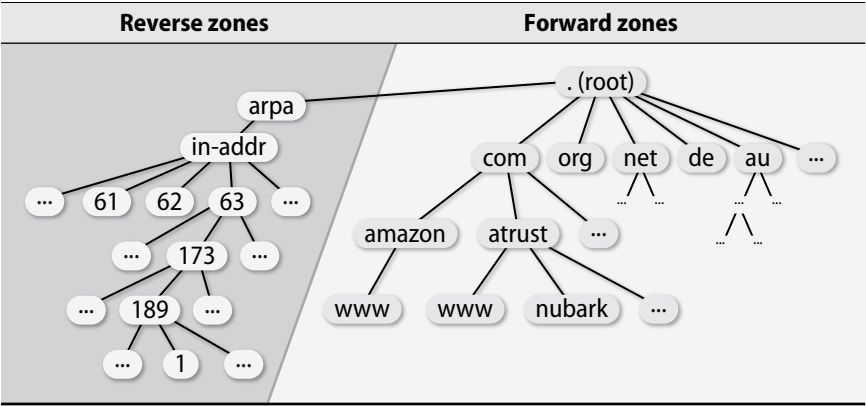 Reverse zones
Forward zones
. (root)
arpa
in-addr
com org net de au ...
... 61 62 63 ...
... ... ... ...
amazon atrust ...
... 173 ...
... ...
... 189 ...
www www nubark ...
... 1 ...